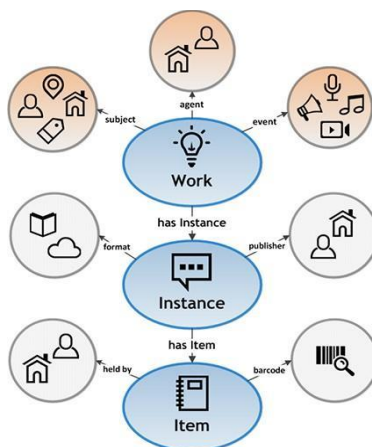 agent
subject
event
Work
has Instance
format
publisher
Instance
has Item
held by
barcode
Item